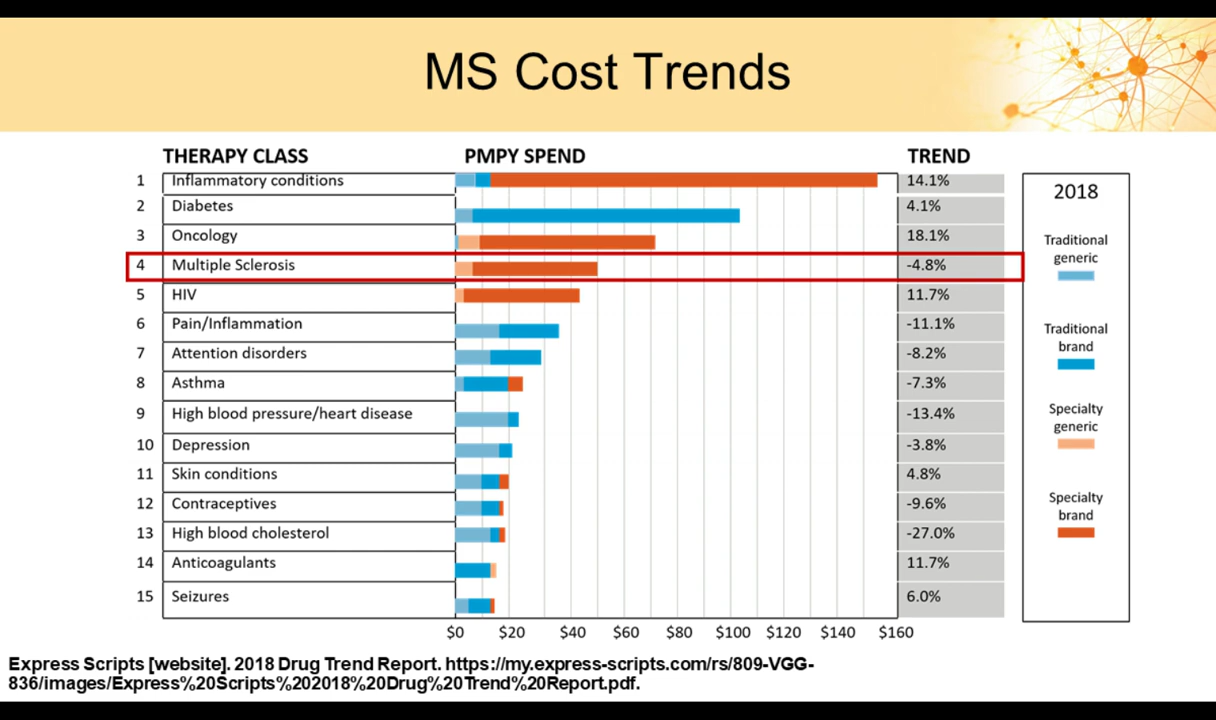 MS Cost Trends
THERAPY CLASS PMPY SPEND TREND
1 Inflammatory conditions 14.1%
2 Diabetes 4.1%
3 Oncology 18.1%
4 Multiple Sclerosis -4.8%
5 HIV 11.7%
6 Pain/Inflammation -11.1%
7 Attention disorders -8.2%
8 Asthma -7.3%
9 High blood pressure/heart disease -13.4%
10 Depression -3.8%
11 Skin conditions 4.8%
12 Contraceptives -9.6%
13 High blood cholesterol -27.0%
14 Anticoagulants 11.7%
15 Seizures 6.0%
$0 $20 $40 $60 $80 $100 $120 $140 $160
2018
Traditional
generic
Traditional
brand
Specialty
generic
Specialty
brand
Express Scripts [website]. 2018 Drug Trend Report. https://my.express-scripts.com/rs/809-VGG-
836/images/Express%20Scripts%202018%20Drug%20Trend%20Report.pdf.